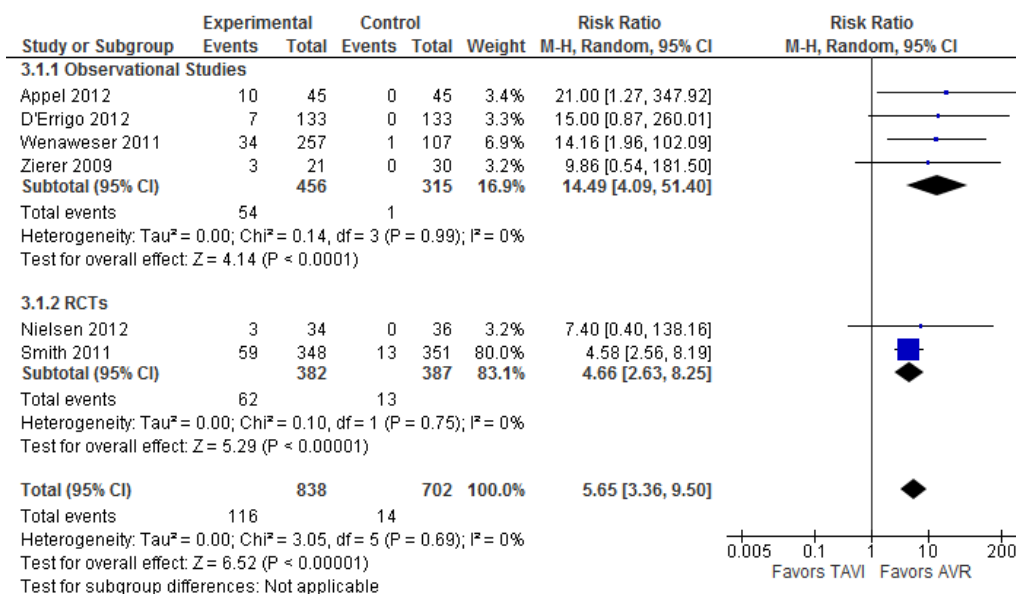 Experimental Control Risk Ratio Risk Ratio
Study or Subgroup Events Total Events Total Weight M-H, Random, 95% CI M-H, Random, 95% CI
3.1.1 Observational Studies
Appel 2012 10 45 0 45 3.4% 21.00 [1.27, 347.92]
D'Errigo 2012 7 133 0 133 3.3% 15.00 [0.87, 260.01]
Wenaweser 2011 34 257 1 107 6.9% 14.16 [1.96, 102.09]
Zierer 2009 3 21 0 30 3.2% 9.86 [0.54, 181.50]
Subtotal (95% CI) 456 315 16.9% 14.49 [4.09, 51.40]
Total events 54 1
Heterogeneity: Tau² = 0.00; Chi² = 0.14, df = 3 (P = 0.99); I² = 0%
Test for overall effect: Z = 4.14 (P < 0.0001)
3.1.2 RCTs
Nielsen 2012 3 34 0 36 3.2% 7.40 [0.40, 138.16]
Smith 2011 59 348 13 351 80.0% 4.58 [2.56, 8.19]
Subtotal (95% CI) 382 387 83.1% 4.66 [2.63, 8.25]
Total events 62 13
Heterogeneity: Tau² = 0.00; Chi² = 0.10, df = 1 (P = 0.75); I² = 0%
Test for overall effect: Z = 5.29 (P < 0.00001)
Total (95% CI) 838 702 100.0% 5.65 [3.36, 9.50]
Total events 116 14
Heterogeneity: Tau² = 0.00; Chi² = 3.05, df = 5 (P = 0.69); I² = 0%
Test for overall effect: Z = 6.52 (P < 0.00001)
Test for subgroup differences: Not applicable
0.005 0.1 1 10 200
Favors TAVI Favors AVR